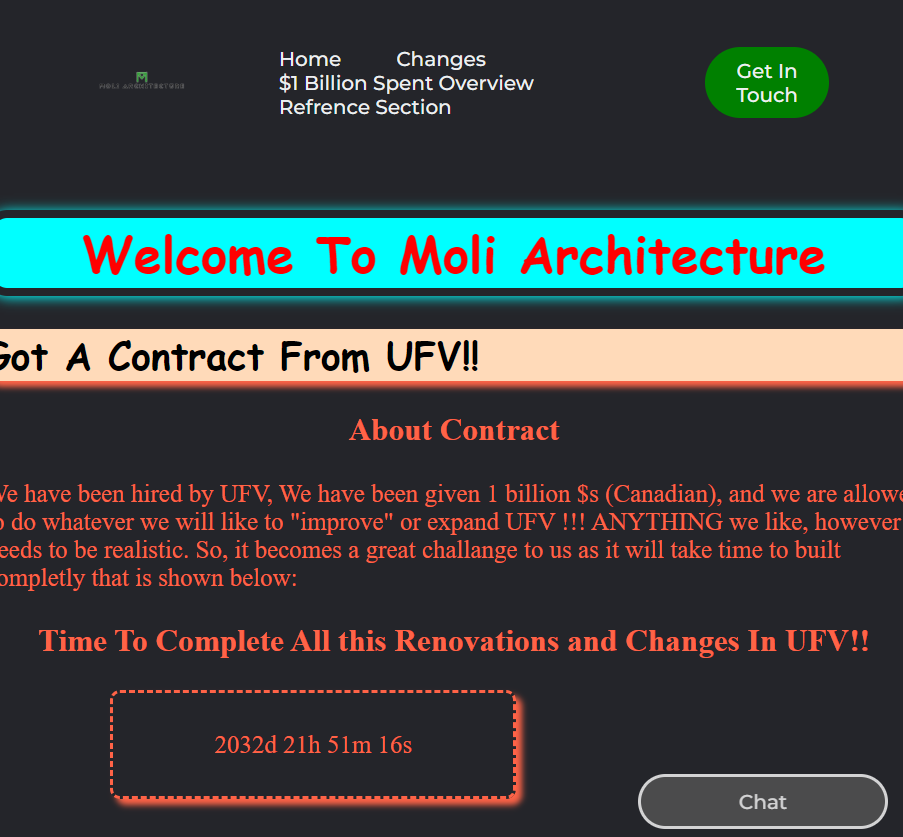 MOLI ARCHITECTURE
Home Changes
$1 Billion Spent Overview
Refrence Section
Get In
Touch
Welcome To Moli Architecture
Got A Contract From UFV!!
About Contract
We have been hired by UFV, We have been given 1 billion $s (Canadian), and we are allowe
o do whatever we will like to "improve" or expand UFV !!! ANYTHING we like, however
eeds to be realistic. So, it becomes a great challange to us as it will take time to built
ompletly that is shown below:
Time To Complete All this Renovations and Changes In UFV!!
2032d 21h 51m 16s
Chat